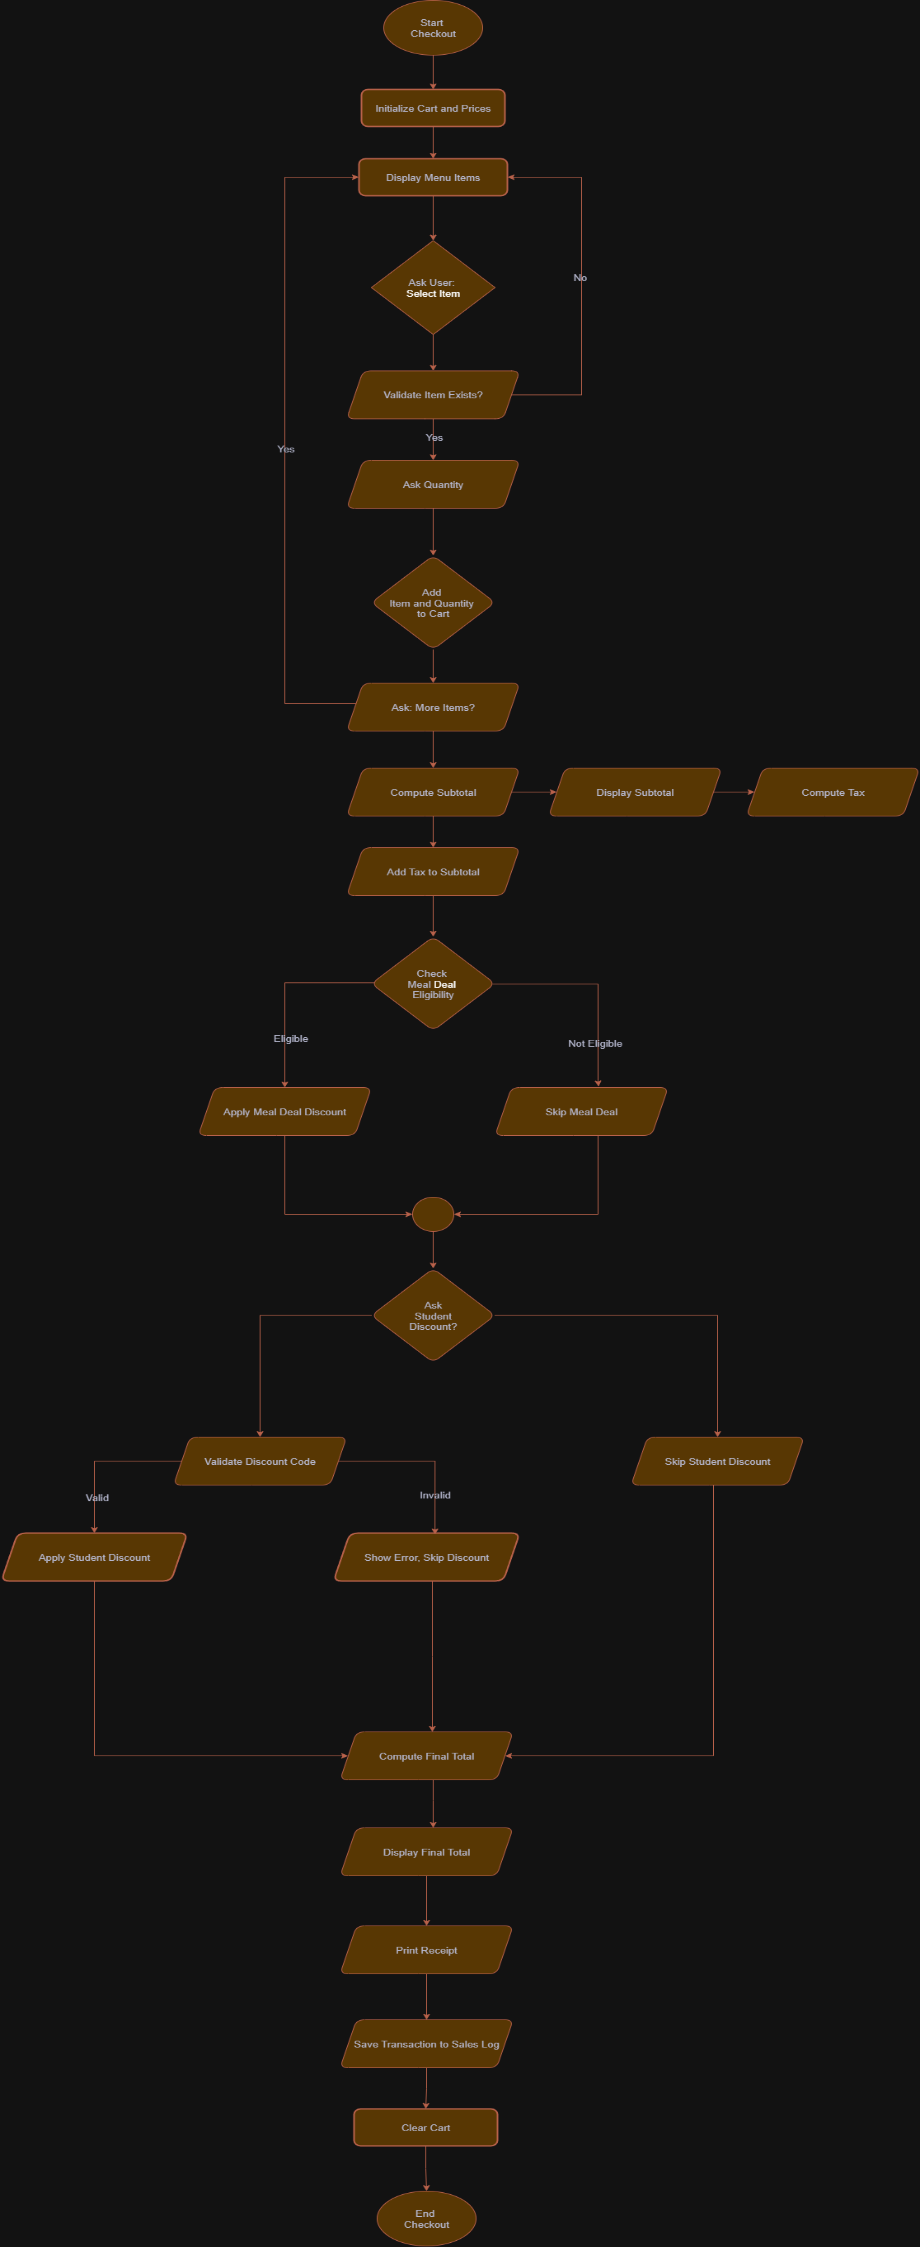 Start
Checkout
Initialize Cart and Prices
Display Menu Items
Ask User:
Select Item
No
Validate Item Exists?
Yes
Yes
Ask Quantity
Add
Item and Quantity
to Cart
Ask: More Items?
Compute Subtotal
Display Subtotal
Compute Tax
Add Tax to Subtotal
Check
Meal Deal
Eligibility
Eligible
Not Eligible
Apply Meal Deal Discount
Skip Meal Deal
Ask
Student
Discount?
Validate Discount Code
Skip Student Discount
Valid
Invalid
Apply Student Discount
Show Error, Skip Discount
Compute Final Total
Display Final Total
Print Receipt
Save Transaction to Sales Log
Clear Cart
End
Checkout